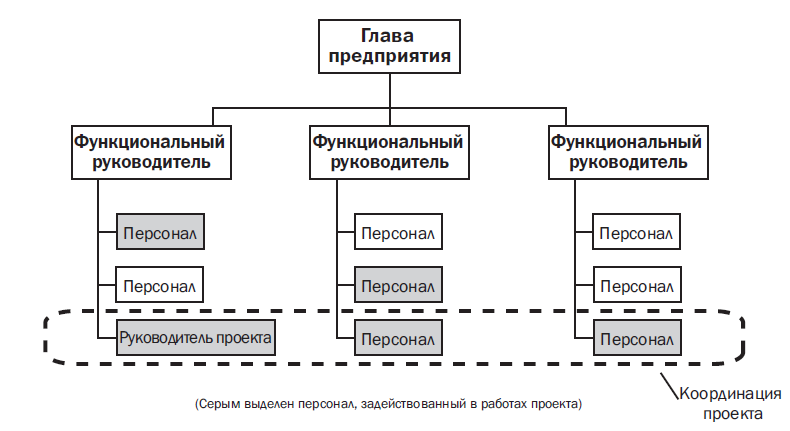 Глава
предприятия
Функциональный
руководитель
Функциональный
руководитель
Функциональный
руководитель
Персонал
Персонал
Персонал
Персонал
Персонал
Персонал
Руководитель проекта
Персонал
Персонал
(Серым выделен персонал, задействованный в работах проекта)
Координация
проекта